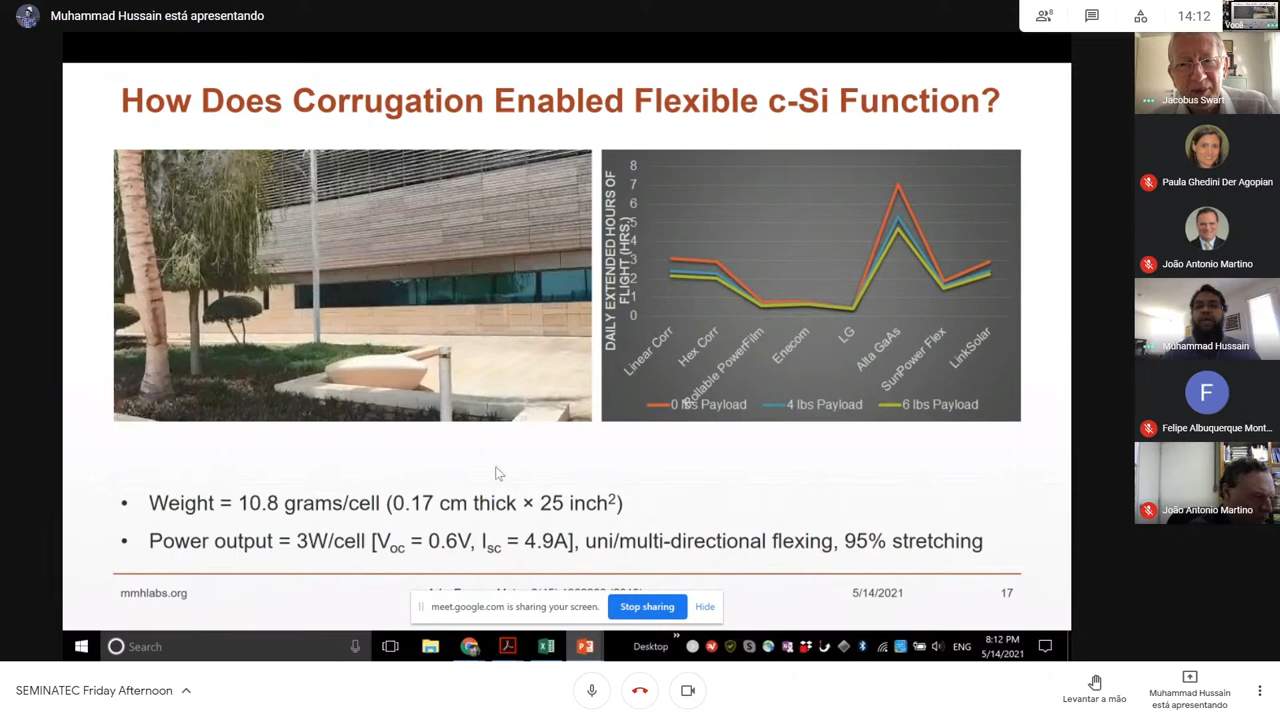 Muhammad Hussain está apresentando
8
14:12
Você
How Does Corrugation Enabled Flexible c-Si Function?
DAILY EXTENDED HOURS OF
FLIGHT (HRS.)
8
7
6
5
4
3
2
1
0
Linear Corr
Hex Corr
Rollable PowerFilm
Enecom
LG
Alta GaAs
SunPower Flex
LinkSolar
0 lbs Payload
4 lbs Payload
6 lbs Payload
• Weight = 10.8 grams/cell (0.17 cm thick × 25 inch²)
• Power output = 3W/cell [Voc = 0.6V, Isc = 4.9A], uni/multi-directional flexing, 95% stretching
mmhlabs.org
5/14/2021
17
meet.google.com is sharing your screen.
Stop sharing
Hide
Search
Desktop
ENG
8:12 PM
5/14/2021
Jacobus Swart
Paula Ghedini Der Agopian
João Antonio Martino
Muhammad Hussain
F
Felipe Albuquerque Mont...
João Antonio Martino
SEMINATEC Friday Afternoon
Levantar a mão
Muhammad Hussain
está apresentando